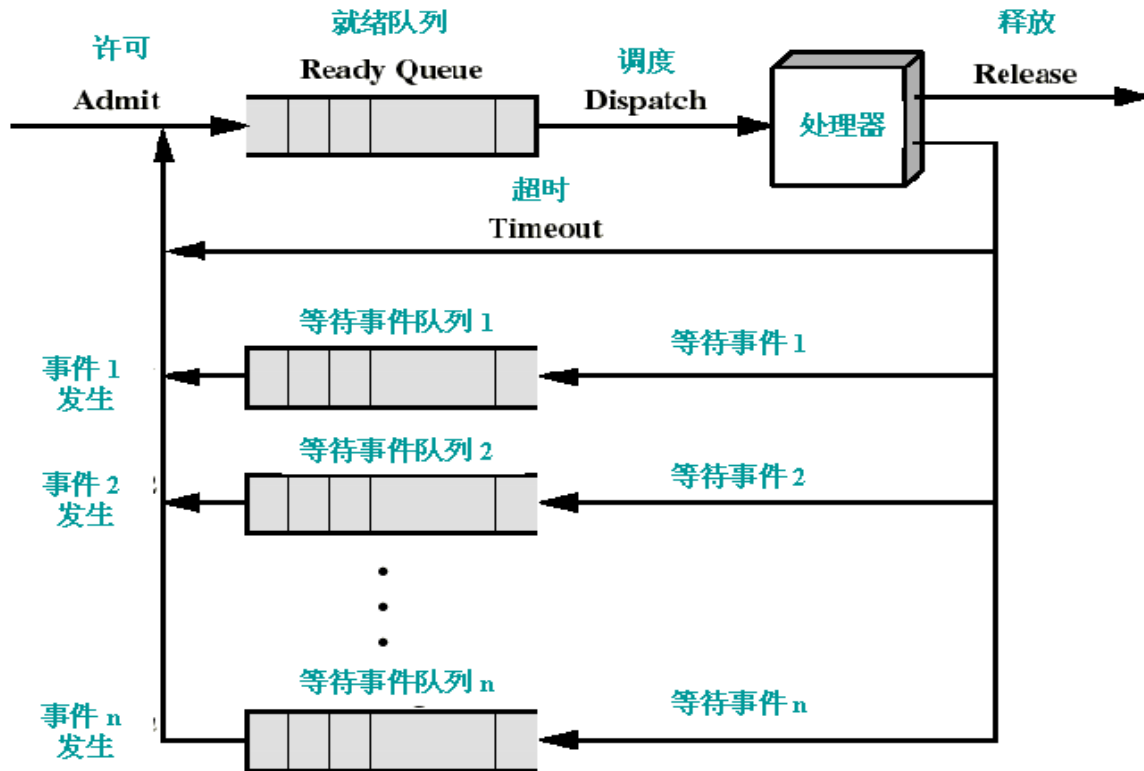 就绪队列
释放
许可
Ready Queue
调度
Release
Admit
Dispatch
处理器
超时
Timeout
等待事件队列 1
等待事件 1
事件 1
发生
等待事件队列 2
等待事件 2
事件 2
发生
等待事件队列 n
等待事件 n
事件 n
发生